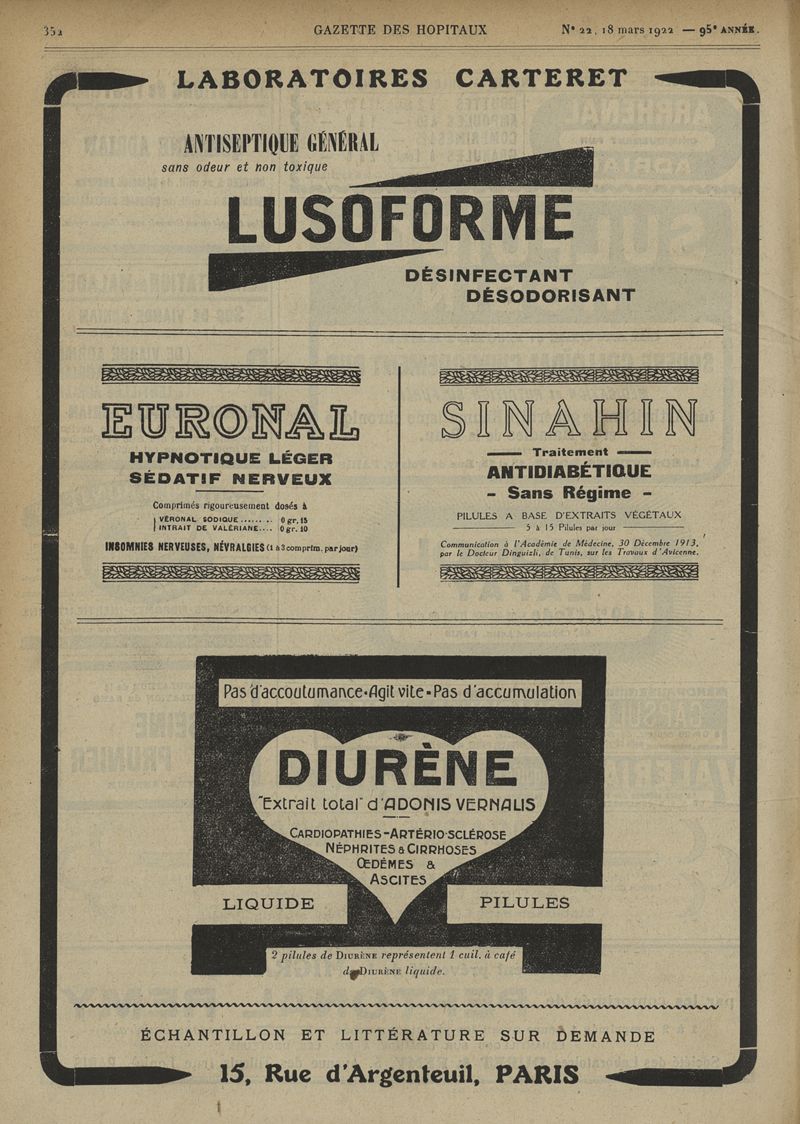 352
GAZETTE DES HOPITAUX
N° 22, 18 mars 1922 — 95e ANNÉE.
LABORATOIRES CARTERET
ANTISEPTIQUE GÉNÉRAL
sans odeur et non toxique
LUSOFORME
DÉSINFECTANT
DÉSODORISANT
EURONAL
HYPNOTIQUE LÉGER
SÉDATIF NERVEUX
Comprimés rigoureusement dosés à
VÉRONAL SODIQUE........ 0 gr. 15
INTRAIT DE VALÉRIANE.... 0 gr. 10
INSOMNIES NERVEUSES, NÉVRALGIES (1 à 3 comprim. par jour)
SINAHIN
Traitement
ANTIDIABÉTIQUE
- Sans Régime -
PILULES A BASE D'EXTRAITS VÉGÉTAUX
5 à 15 Pilules par jour
Communication à l'Académie de Médecine, 30 Décembre 1913,
par le Docteur Dinguizli, de Tunis, sur les Travaux d'Avicenne.
Pas d'accoutumance-Agit vite-Pas d'accumulation
DIURÈNE
"Extrait total" d'ADONIS VERNALIS
CARDIOPATHIES-ARTÉRIO-SCLÉROSE
NÉPHRITES & CIRRHOSES
ŒDÈMES &
ASCITES
LIQUIDE
PILULES
2 pilules de DIURÈNE représentent 1 cuil. à café
de DIURÈNE liquide.
ÉCHANTILLON ET LITTÉRATURE SUR DEMANDE
15, Rue d'Argenteuil, PARIS